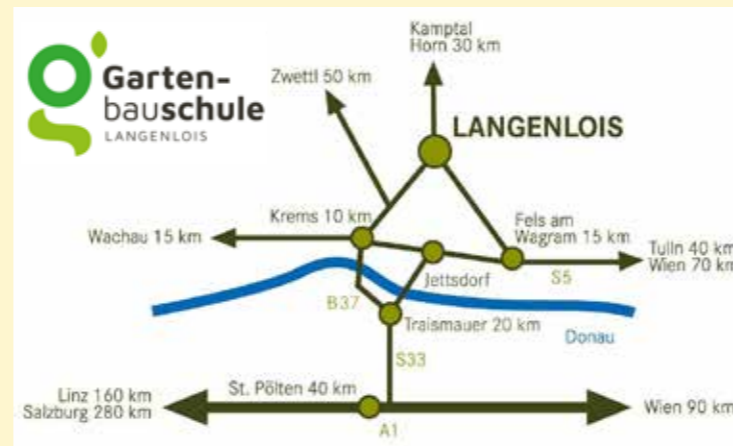 Garten-
bauschule
LANGENLOIS
Kamptal
Horn 30 km
Zwettl 50 km
LANGENLOIS
Krems 10 km
Wachau 15 km
Fels am
Wagram 15 km
Tulln 40 km
Wien 70 km
Jettsdorf
S5
B37
Traismauer 20 km
Donau
S33
Linz 160 km
Salzburg 280 km
St. Pölten 40 km
Wien 90 km
A1